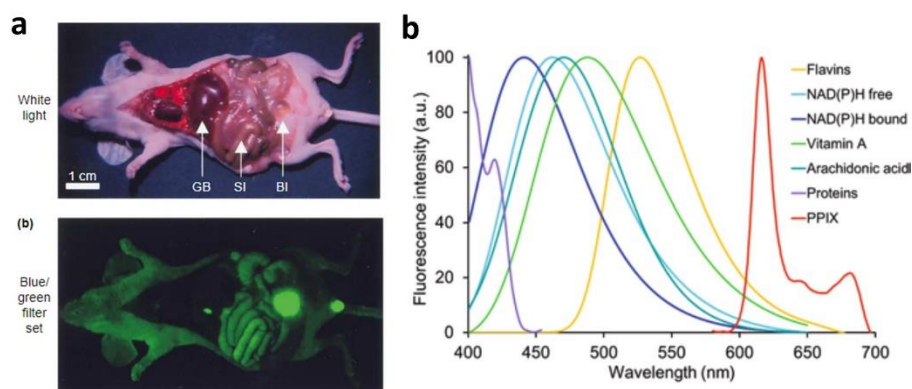 a
White
light
1 cm
GB
SI
BI
(b)
Blue/
green
filter
set
b
Fluorescence intensity (a.u.)
100
80
60
40
20
0
400
450
500
550
600
650
700
Wavelength (nm)
Flavins
NAD(P)H free
NAD(P)H bound
Vitamin A
Arachidonic acidl
Proteins
PPIX